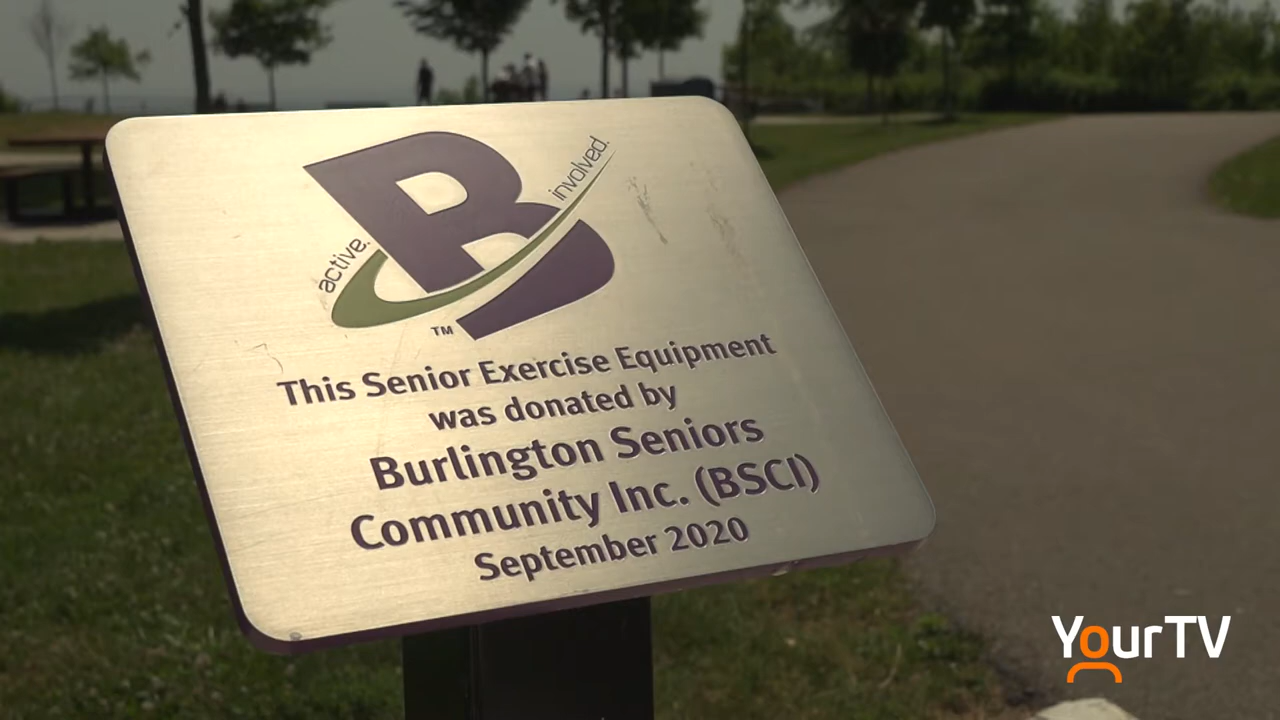 B
active.
involved.
TM
This Senior Exercise Equipment
was donated by
Burlington Seniors
Community Inc. (BSCI)
September 2020
YourTV